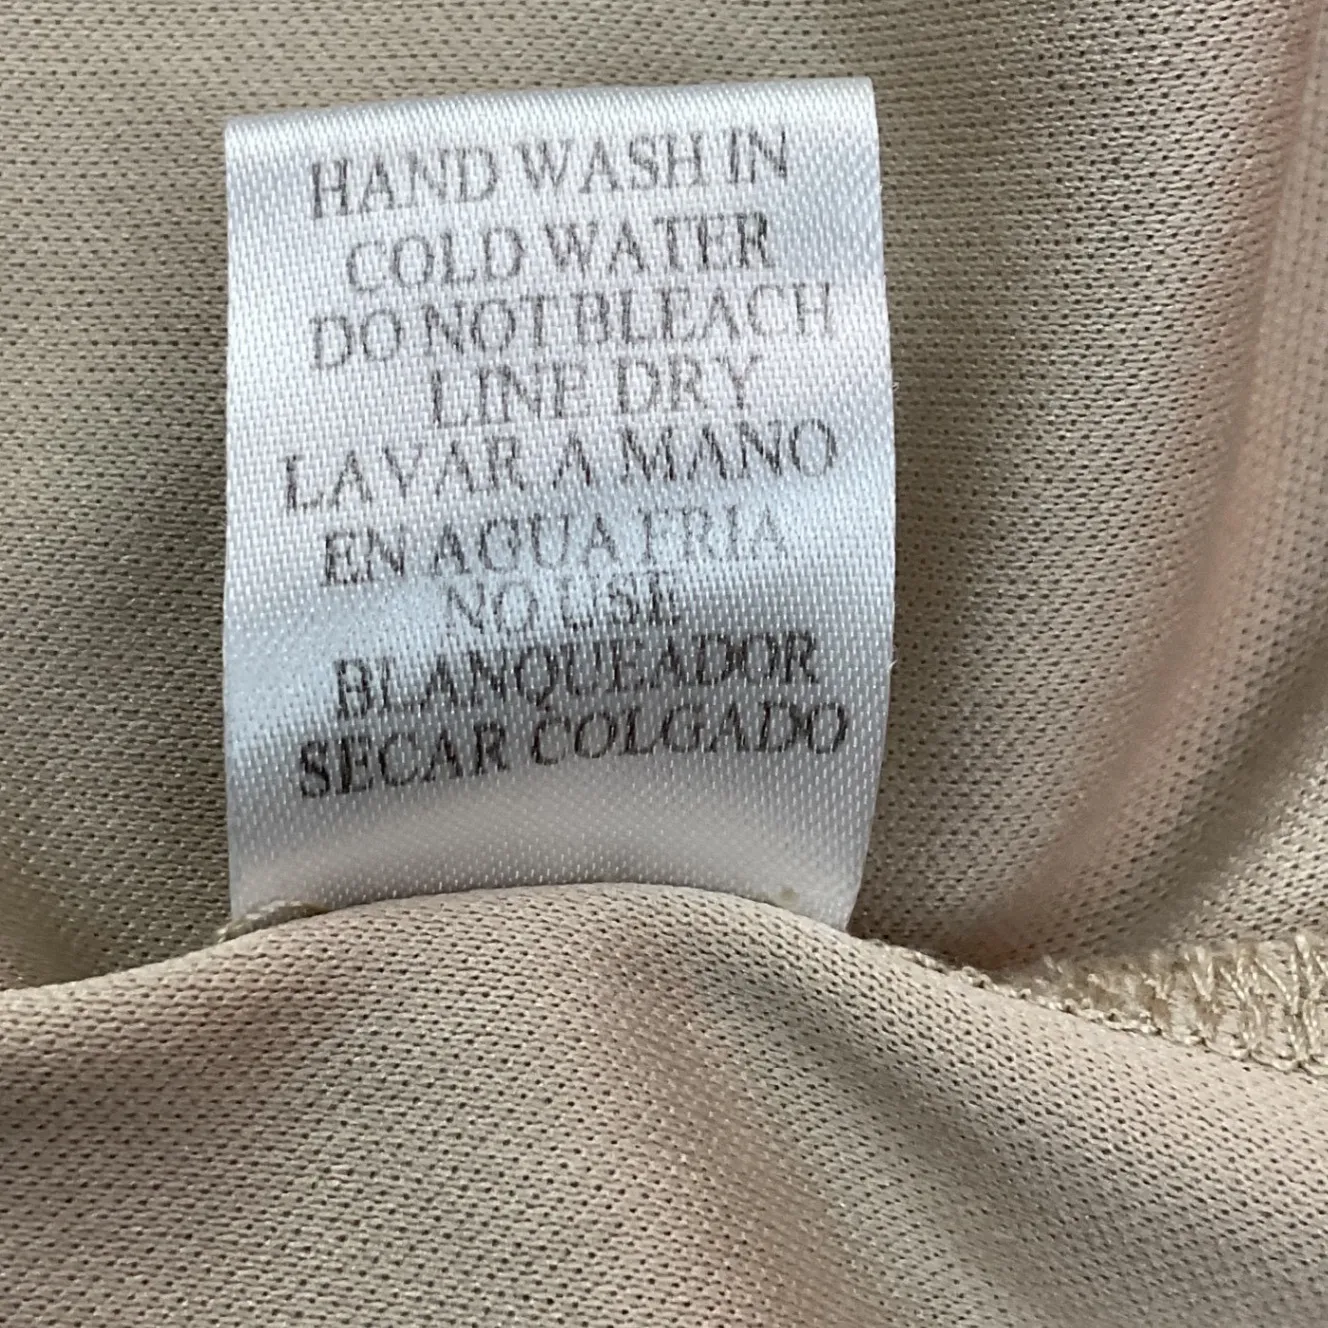 HAND WASH IN
COLD WATER
DO NOT BLEACH
LINE DRY
LAVAR A MANO
EN AGUA FRIA
NO USE
BLANQUEADOR
SECAR COLGADO